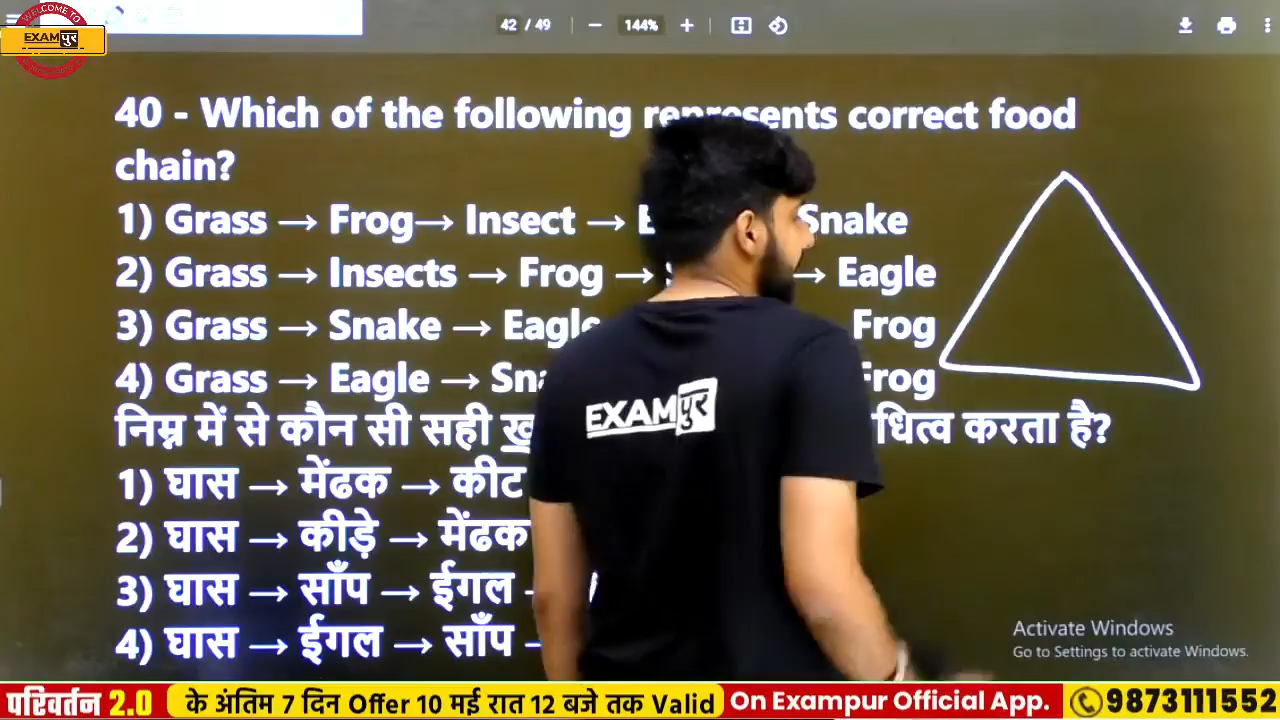 WELCOME TO
EXAMपुर
42 / 49
144%
40 - Which of the following represents correct food
chain?
1) Grass → Frog→ Insect → Snake
2) Grass → Insects → Frog → → Eagle
3) Grass → Snake → Eagle Frog
4) Grass → Eagle → Frog
निम्न में से कौन सी सही करता है?
1) घास → मेंढक → कीट
2) घास → कीड़े → मेंढक
3) घास → साँप → ईगल
4) घास → ईगल → साँप
EXAMपुर
Activate Windows
Go to Settings to activate Windows.
परिवर्तन 2.0 के अंतिम 7 दिन Offer 10 मई रात 12 बजे तक Valid On Exampur Official App. 9873111552